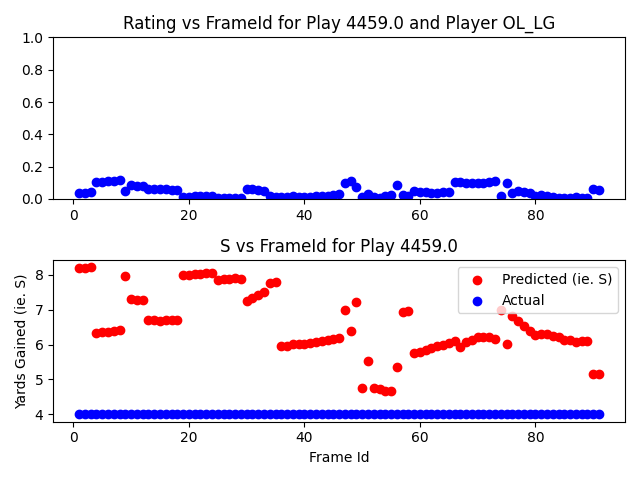 Rating vs FrameId for Play 4459.0 and Player OL_LG
1.0
0.8
0.6
0.4
0.2
0.0
0 20 40 60 80
S vs FrameId for Play 4459.0
Yards Gained (ie. S)
8
7
6
5
4
Predicted (ie. S)
Actual
0 20 40 60 80
Frame Id